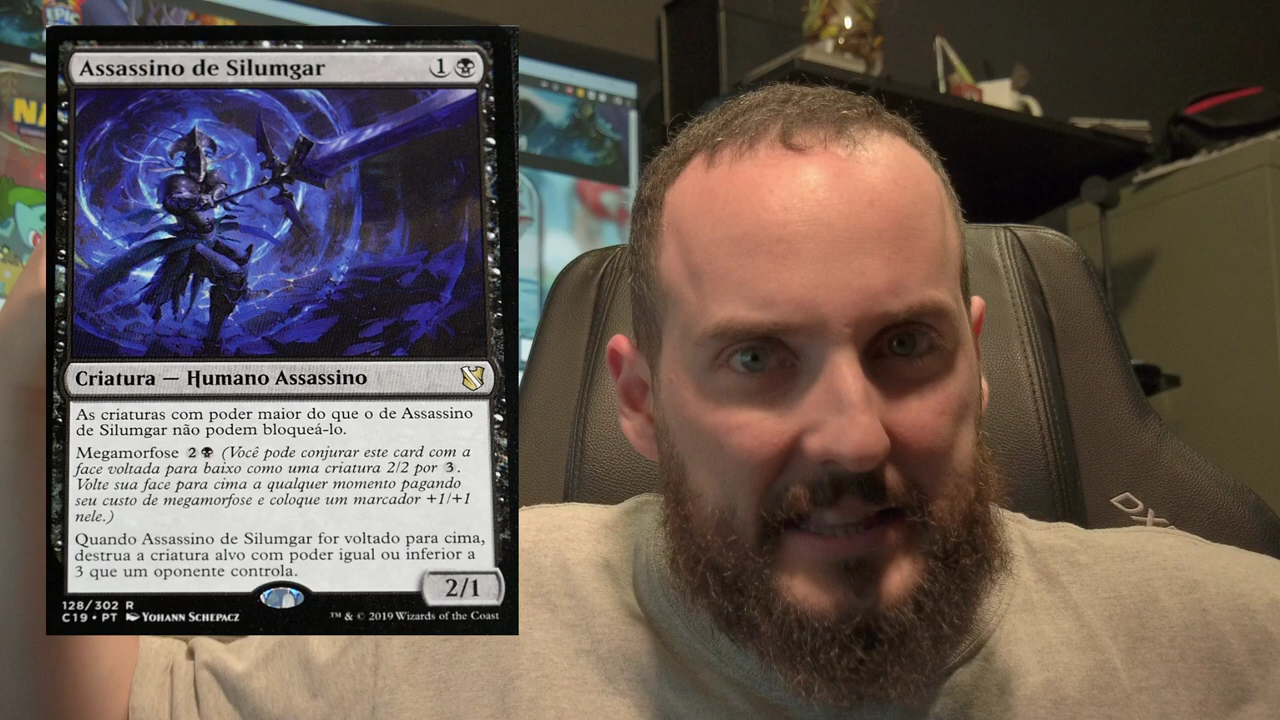 Assassino de Silumgar 1
Criatura — Humano Assassino
As criaturas com poder maior do que o de Assassino
de Silumgar não podem bloqueá-lo.
Megamorfose 2 (Você pode conjurar este card com a
face voltada para baixo como uma criatura 2/2 por 3.
Volte sua face para cima a qualquer momento pagando
seu custo de megamorfose e coloque um marcador +1/+1
nele.)
Quando Assassino de Silumgar for voltado para cima,
destrua a criatura alvo com poder igual ou inferior a
3 que um oponente controla.
2/1
128/302 R
C19 • PT Yohann Schepacz
™ & © 2019 Wizards of the Coast
EPIC
NA
DX